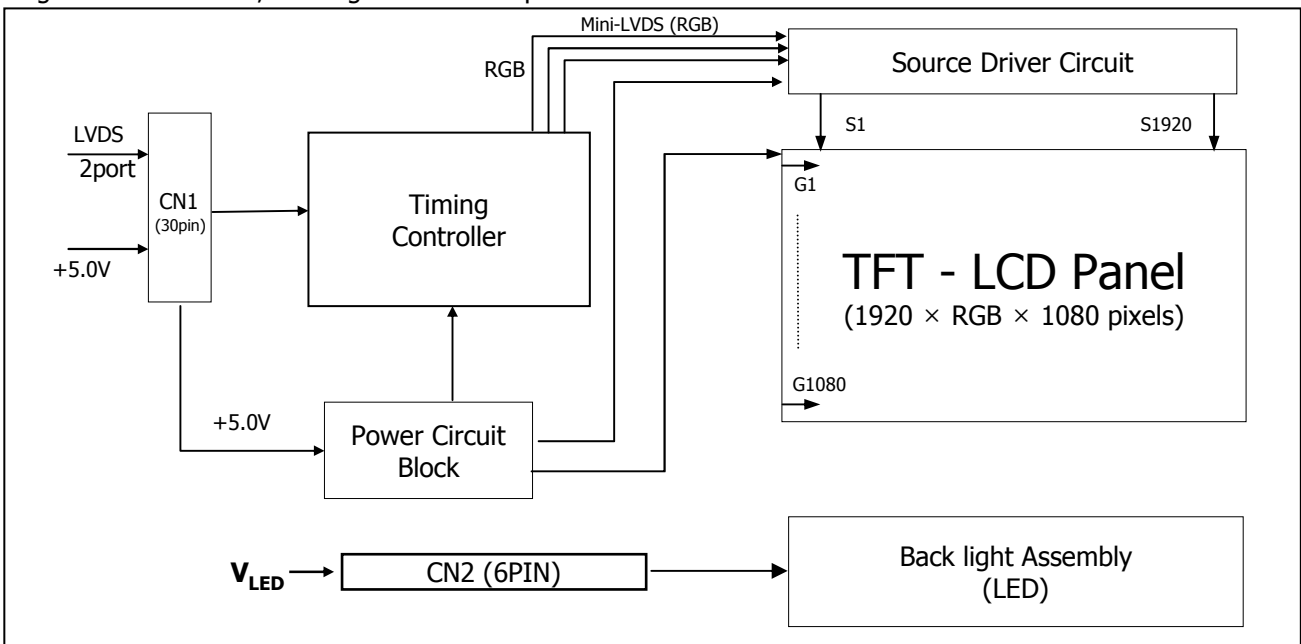 Mini-LVDS (RGB)
RGB
Source Driver Circuit
S1
S1920
LVDS
2port
CN1
(30pin)
+5.0V
Timing
Controller
G1
TFT - LCD Panel
(1920 × RGB × 1080 pixels)
G1080
+5.0V
Power Circuit
Block
V_LED
CN2 (6PIN)
Back light Assembly
(LED)